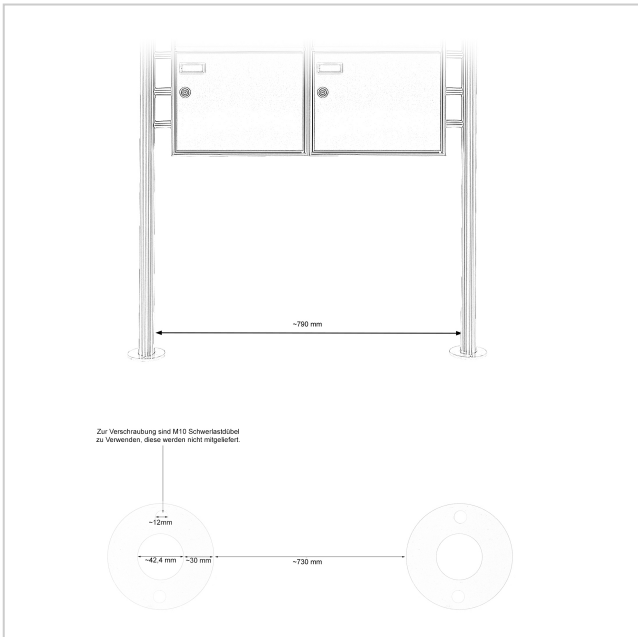 ~790 mm
Zur Verschraubung sind M10 Schwerlastdübel
zu Verwenden, diese werden nicht mitgeliefert.
~12mm
~42,4 mm
~30 mm
~730 mm